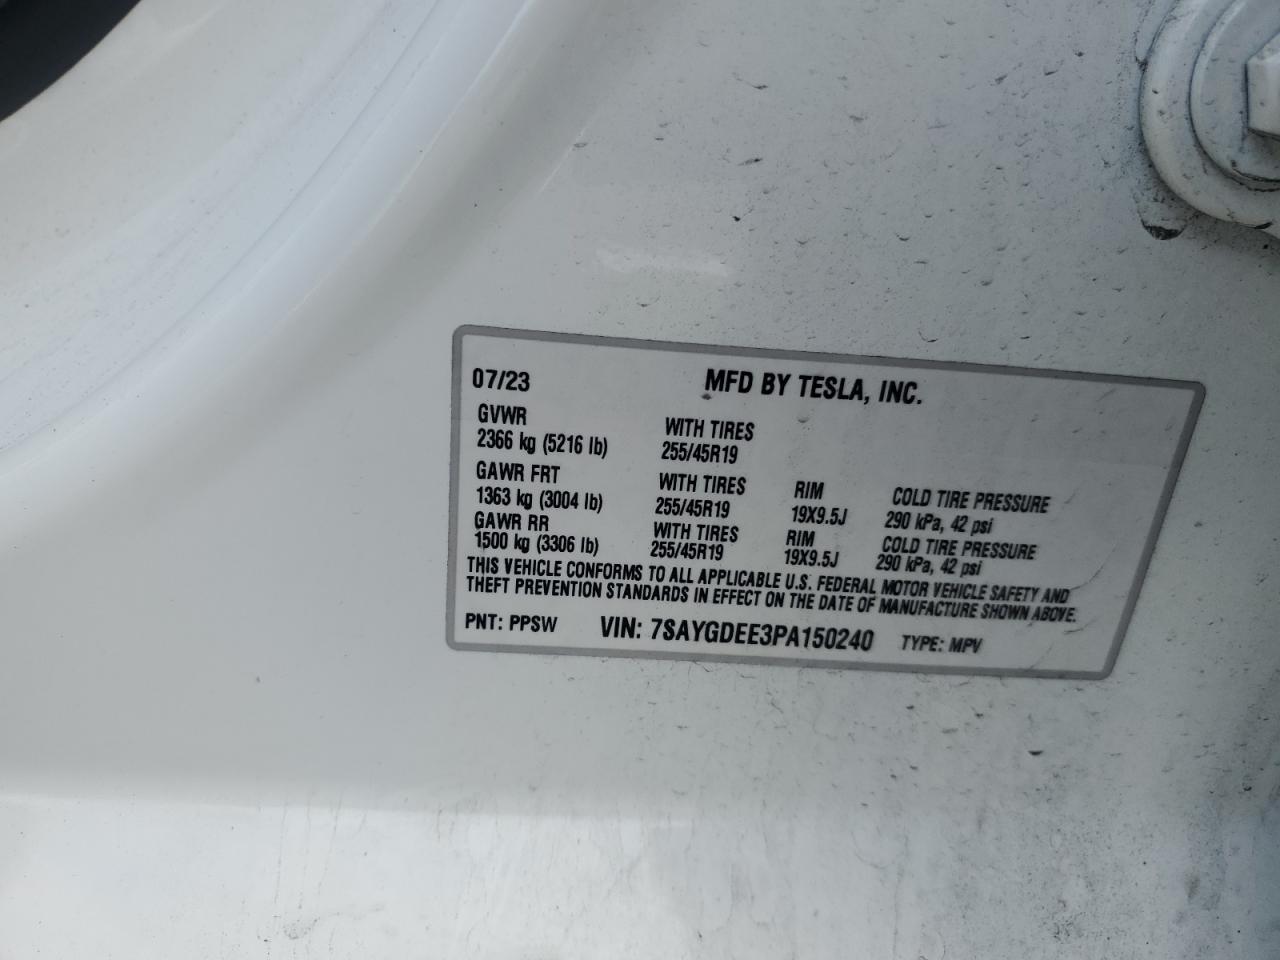 07/23 MFD BY TESLA, INC.
GVWR WITH TIRES
2366 kg (5216 lb) 255/45R19
GAWR FRT WITH TIRES RIM COLD TIRE PRESSURE
1363 kg (3004 lb) 255/45R19 19X9.5J 290 kPa, 42 psi
GAWR RR WITH TIRES RIM COLD TIRE PRESSURE
1500 kg (3306 lb) 255/45R19 19X9.5J 290 kPa, 42 psi
THIS VEHICLE CONFORMS TO ALL APPLICABLE U.S. FEDERAL MOTOR VEHICLE SAFETY AND
THEFT PREVENTION STANDARDS IN EFFECT ON THE DATE OF MANUFACTURE SHOWN ABOVE.
PNT: PPSW VIN: 7SAYGDEE3PA150240 TYPE: MPV